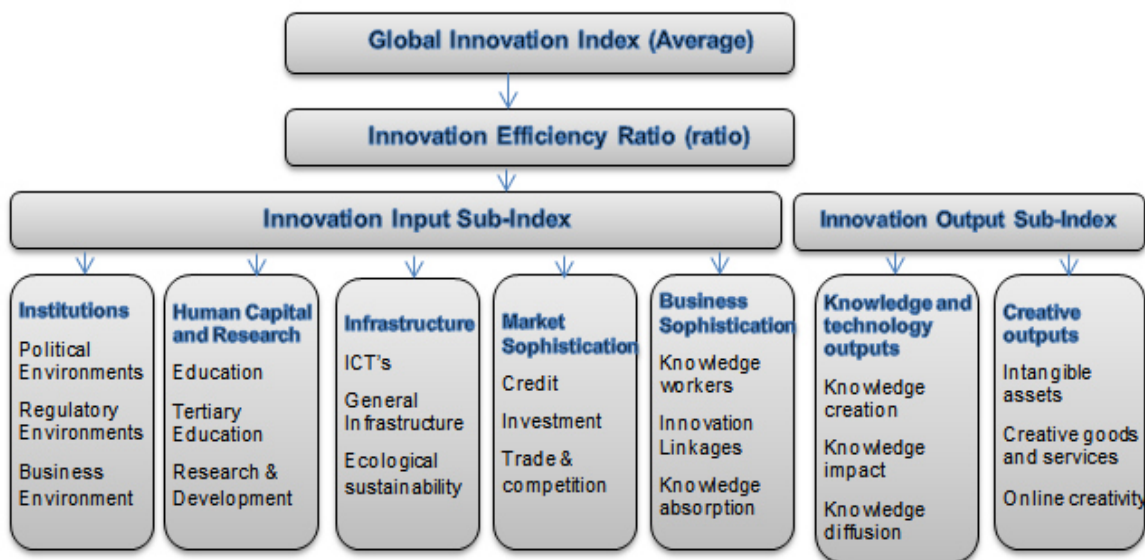 Global Innovation Index (Average)
Innovation Efficiency Ratio (ratio)
Innovation Input Sub-Index
Innovation Output Sub-Index
Institutions
Political
Environments
Regulatory
Environments
Business
Environment
Human Capital
and Research
Education
Tertiary
Education
Research &
Development
Infrastructure
ICT's
General
Infrastructure
Ecological
sustainability
Market
Sophistication
Credit
Investment
Trade &
competition
Business
Sophistication
Knowledge
workers
Innovation
Linkages
Knowledge
absorption
Knowledge and
technology
outputs
Knowledge
creation
Knowledge
impact
Knowledge
diffusion
Creative
outputs
Intangible
assets
Creative goods
and services
Online creativity